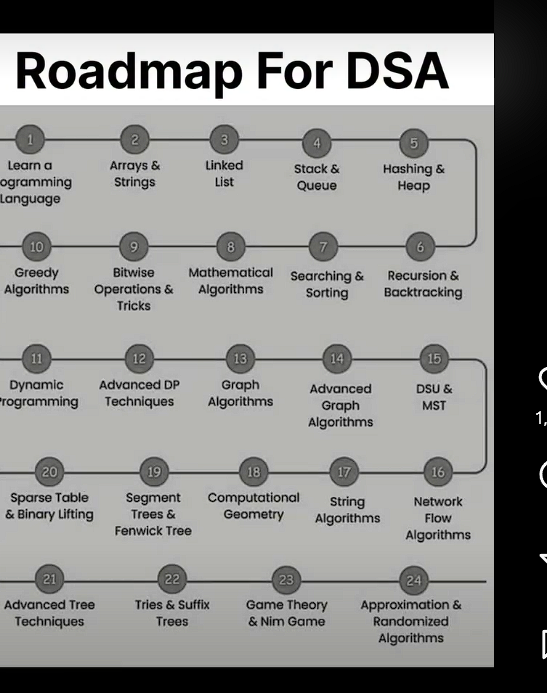 Roadmap For DSA
1
2
3
4
5
Learn a
ogramming
Language
Arrays &
Strings
Linked
List
Stack &
Queue
Hashing &
Heap
10
9
8
7
6
Greedy
Algorithms
Bitwise
Operations &
Tricks
Mathematical
Algorithms
Searching &
Sorting
Recursion &
Backtracking
11
12
13
14
15
Dynamic
Programming
Advanced DP
Techniques
Graph
Algorithms
Advanced
Graph
Algorithms
DSU &
MST
20
19
18
17
16
Sparse Table
& Binary Lifting
Segment
Trees &
Fenwick Tree
Computational
Geometry
String
Algorithms
Network
Flow
Algorithms
21
22
23
24
Advanced Tree
Techniques
Tries & Suffix
Trees
Game Theory
& Nim Game
Approximation &
Randomized
Algorithms
1,